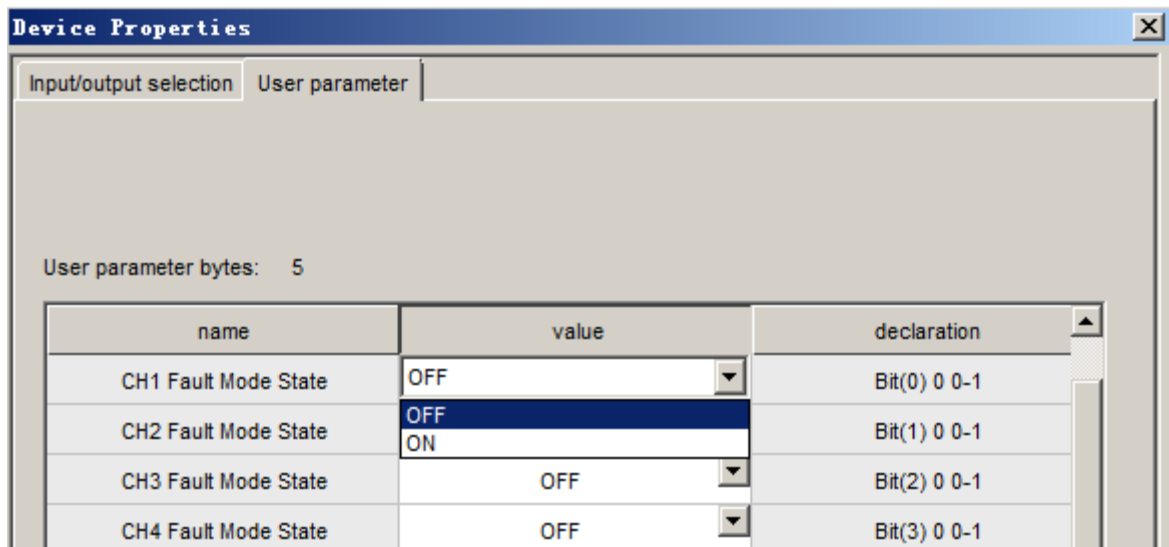 Device Properties
Input/output selection User parameter
User parameter bytes: 5
name value declaration
CH1 Fault Mode State OFF Bit(0) 0 0-1
OFF
CH2 Fault Mode State Bit(1) 0 0-1
ON
CH3 Fault Mode State OFF Bit(2) 0 0-1
CH4 Fault Mode State OFF Bit(3) 0 0-1